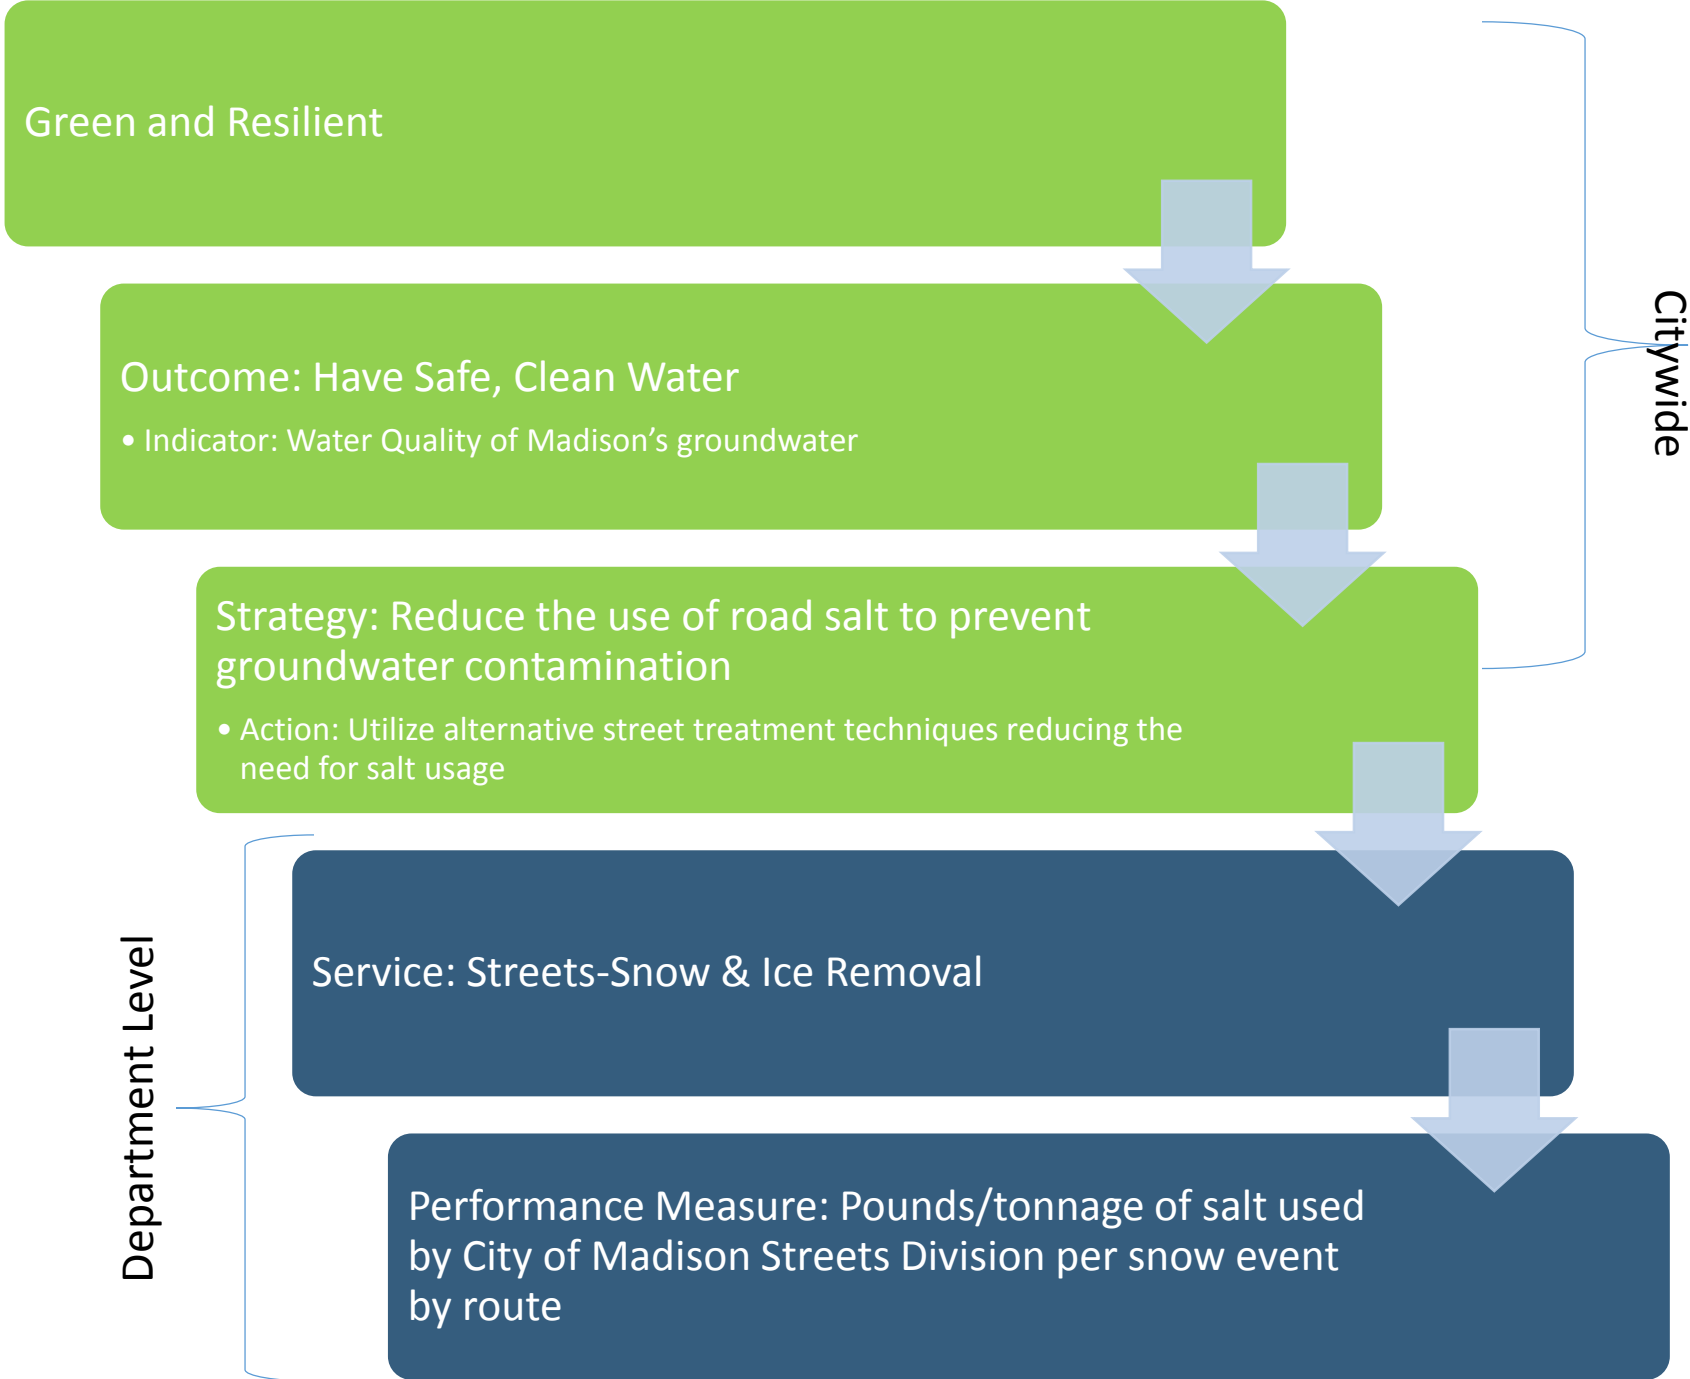 Green and Resilient
Citywide
Outcome: Have Safe, Clean Water
• Indicator: Water Quality of Madison’s groundwater
Strategy: Reduce the use of road salt to prevent
groundwater contamination
• Action: Utilize alternative street treatment techniques reducing the
need for salt usage
Department Level
Service: Streets-Snow & Ice Removal
Performance Measure: Pounds/tonnage of salt used
by City of Madison Streets Division per snow event
by route